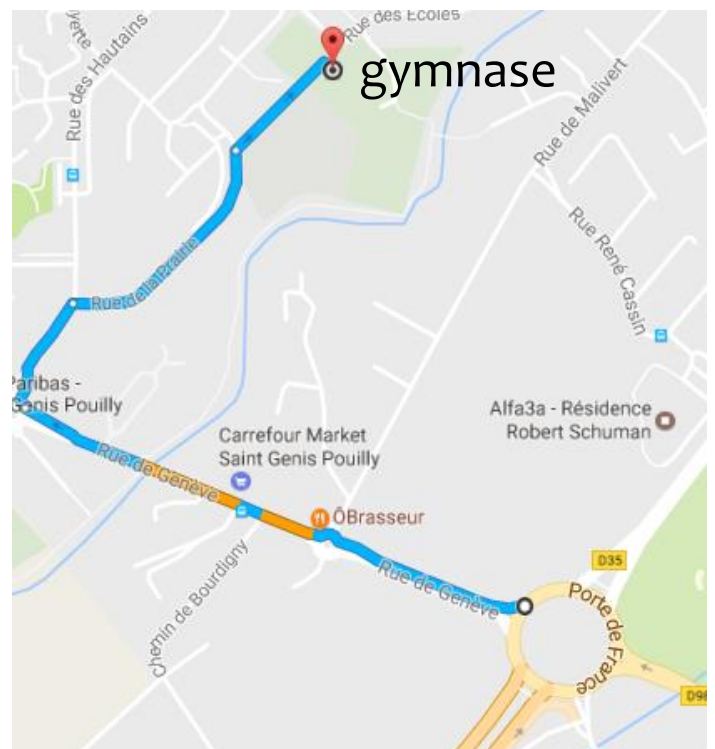 Rue des Écoles
gymnase
Rue des Hautains
Rue de Malivert
Rue René Cassin
Rue de la Prairie
Paribas -
Genis Pouilly
Carrefour Market
Saint Genis Pouilly
Alfa3a - Résidence
Robert Schuman
Rue de Genève
ÔBrasseur
Rue de Genève
Chemin de Bourdigny
D35
Porte de France